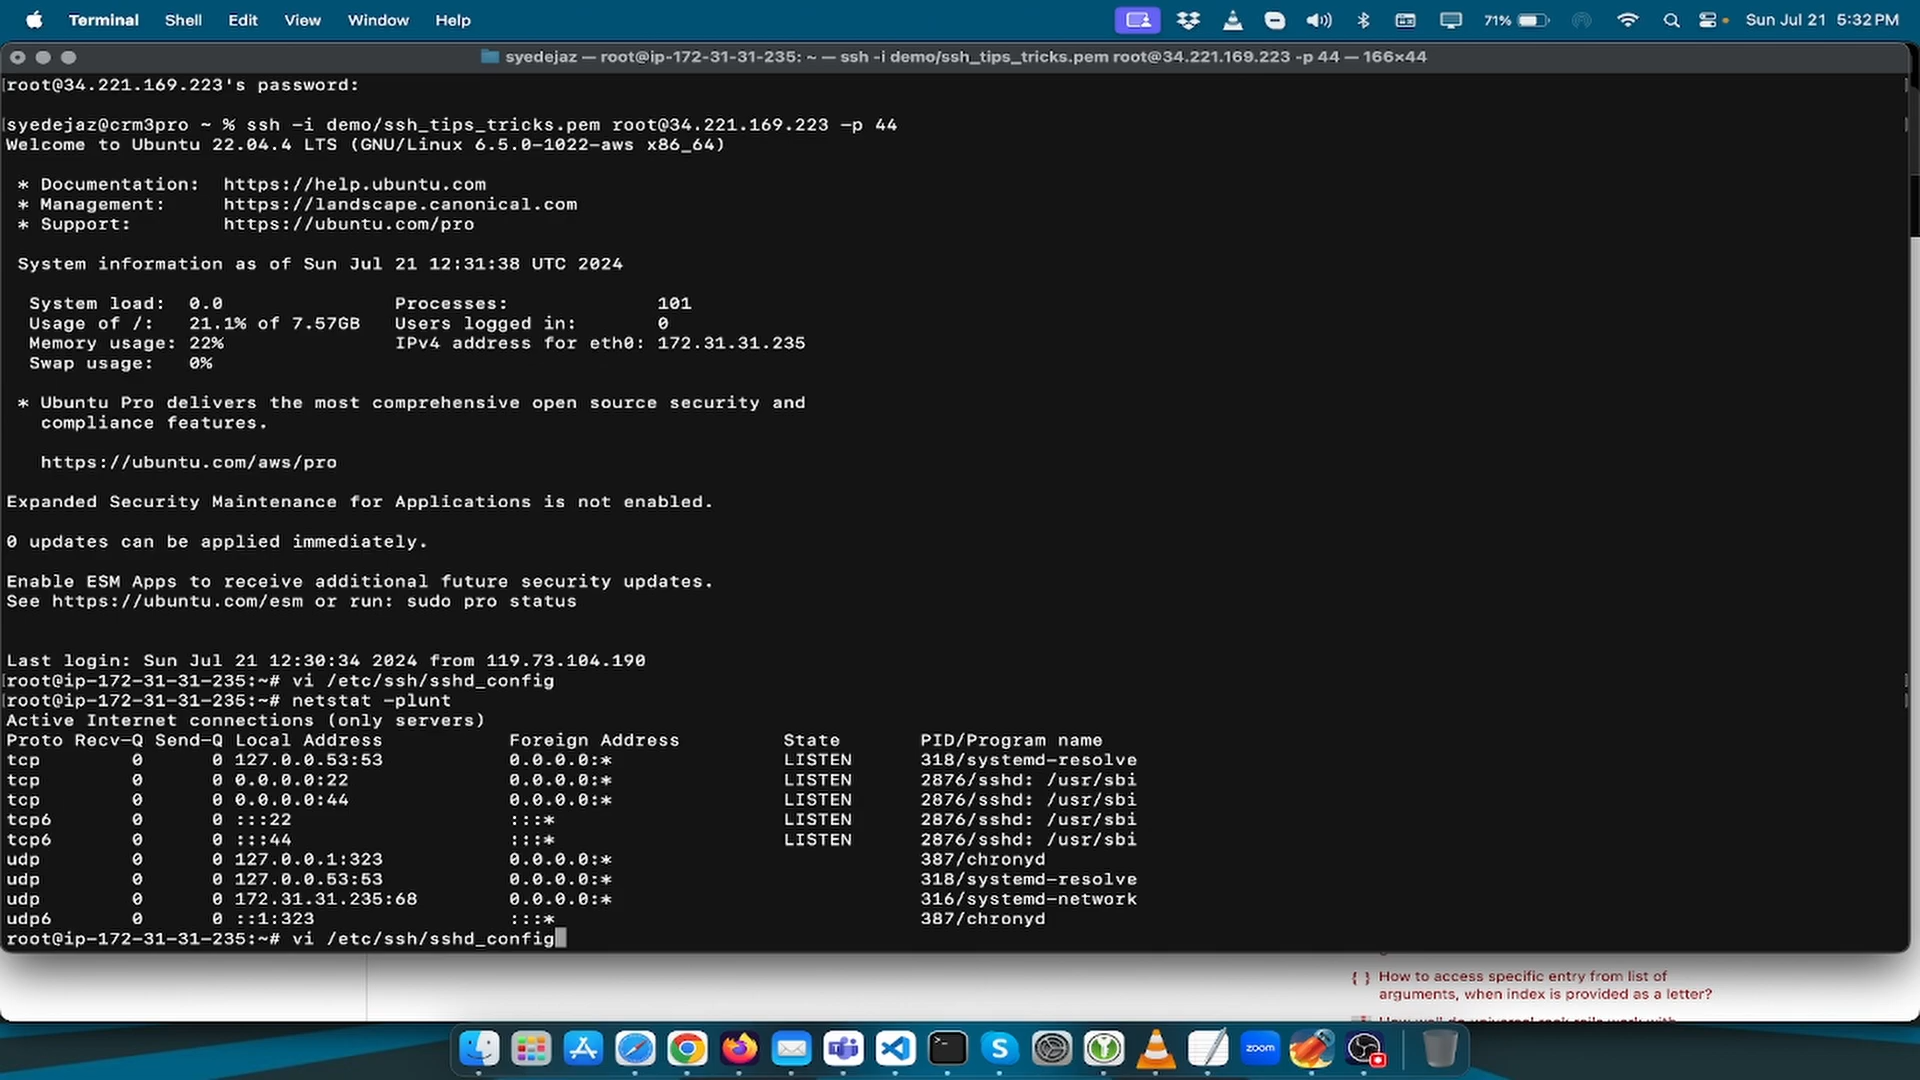 Terminal Shell Edit View Window Help 71% Sun Jul 21 5:32 PM
syedejaz — root@ip-172-31-31-235: ~ — ssh -i demo/ssh_tips_tricks.pem root@34.221.169.223 -p 44 — 166×44
root@34.221.169.223's password:
syedejaz@crm3pro ~ % ssh -i demo/ssh_tips_tricks.pem root@34.221.169.223 -p 44
Welcome to Ubuntu 22.04.4 LTS (GNU/Linux 6.5.0-1022-aws x86_64)
* Documentation: https://help.ubuntu.com
* Management: https://landscape.canonical.com
* Support: https://ubuntu.com/pro
System information as of Sun Jul 21 12:31:38 UTC 2024
System load: 0.0 Processes: 101
Usage of /: 21.1% of 7.57GB Users logged in: 0
Memory usage: 22% IPv4 address for eth0: 172.31.31.235
Swap usage: 0%
* Ubuntu Pro delivers the most comprehensive open source security and
compliance features.
https://ubuntu.com/aws/pro
Expanded Security Maintenance for Applications is not enabled.
0 updates can be applied immediately.
Enable ESM Apps to receive additional future security updates.
See https://ubuntu.com/esm or run: sudo pro status
Last login: Sun Jul 21 12:30:34 2024 from 119.73.104.190
root@ip-172-31-31-235:~# vi /etc/ssh/sshd_config
root@ip-172-31-31-235:~# netstat -plunt
Active Internet connections (only servers)
Proto Recv-Q Send-Q Local Address Foreign Address State PID/Program name
tcp 0 0 127.0.0.53:53 0.0.0.0:* LISTEN 318/systemd-resolve
tcp 0 0 0.0.0.0:22 0.0.0.0:* LISTEN 2876/sshd: /usr/sbi
tcp 0 0 0.0.0.0:44 0.0.0.0:* LISTEN 2876/sshd: /usr/sbi
tcp6 0 0 :::22 :::* LISTEN 2876/sshd: /usr/sbi
tcp6 0 0 :::44 :::* LISTEN 2876/sshd: /usr/sbi
udp 0 0 127.0.0.1:323 0.0.0.0:* 387/chronyd
udp 0 0 127.0.0.53:53 0.0.0.0:* 318/systemd-resolve
udp 0 0 172.31.31.235:68 0.0.0.0:* 316/systemd-network
udp6 0 0 ::1:323 :::* 387/chronyd
root@ip-172-31-31-235:~# vi /etc/ssh/sshd_config
{ } How to access specific entry from list of
arguments, when index is provided as a letter?
zoom